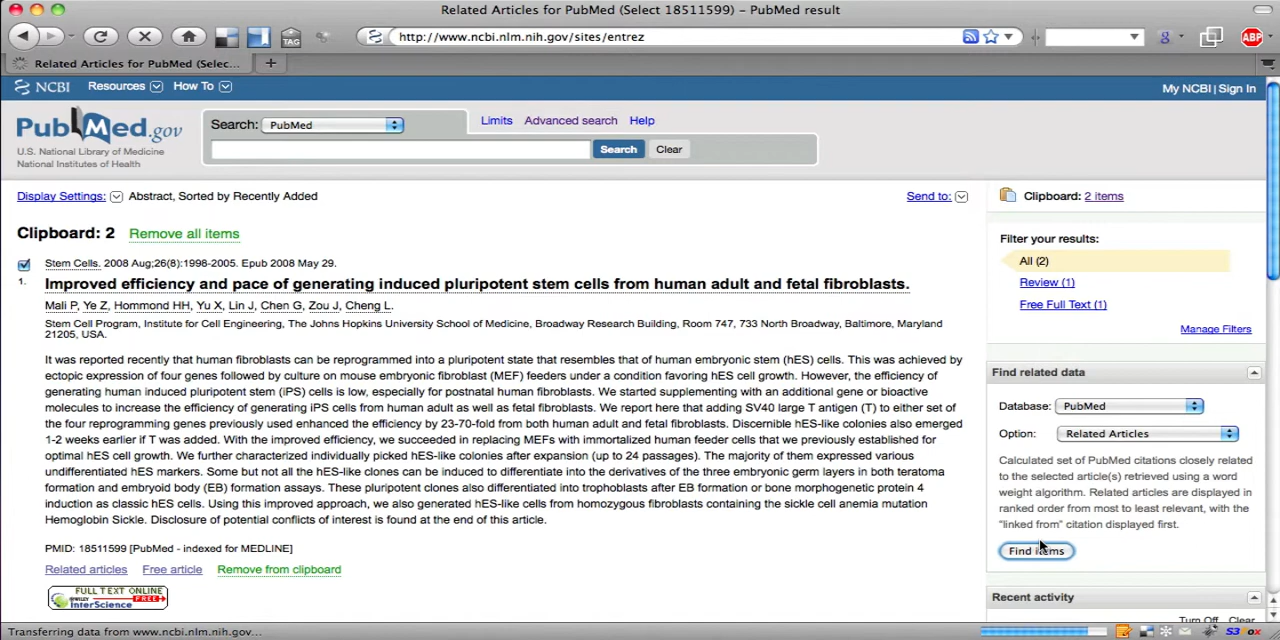 Related Articles for PubMed (Select 18511599) - PubMed result
TAG
http://www.ncbi.nlm.nih.gov/sites/entrez
g
ABP
Related Articles for PubMed (Selec...
+
NCBI Resources How To
My NCBI | Sign In
PubMed.gov
U.S. National Library of Medicine
National Institutes of Health
Search: PubMed
Limits Advanced search Help
Search Clear
Display Settings: Abstract, Sorted by Recently Added
Send to:
Clipboard: 2 Remove all items
Stem Cells. 2008 Aug;26(8):1998-2005. Epub 2008 May 29.
1. Improved efficiency and pace of generating induced pluripotent stem cells from human adult and fetal fibroblasts.
Mali P, Ye Z, Hommond HH, Yu X, Lin J, Chen G, Zou J, Cheng L.
Stem Cell Program, Institute for Cell Engineering, The Johns Hopkins University School of Medicine, Broadway Research Building, Room 747, 733 North Broadway, Baltimore, Maryland
21205, USA.
It was reported recently that human fibroblasts can be reprogrammed into a pluripotent state that resembles that of human embryonic stem (hES) cells. This was achieved by
ectopic expression of four genes followed by culture on mouse embryonic fibroblast (MEF) feeders under a condition favoring hES cell growth. However, the efficiency of
generating human induced pluripotent stem (iPS) cells is low, especially for postnatal human fibroblasts. We started supplementing with an additional gene or bioactive
molecules to increase the efficiency of generating iPS cells from human adult as well as fetal fibroblasts. We report here that adding SV40 large T antigen (T) to either set of
the four reprogramming genes previously used enhanced the efficiency by 23-70-fold from both human adult and fetal fibroblasts. Discernible hES-like colonies also emerged
1-2 weeks earlier if T was added. With the improved efficiency, we succeeded in replacing MEFs with immortalized human feeder cells that we previously established for
optimal hES cell growth. We further characterized individually picked hES-like colonies after expansion (up to 24 passages). The majority of them expressed various
undifferentiated hES markers. Some but not all the hES-like clones can be induced to differentiate into the derivatives of the three embryonic germ layers in both teratoma
formation and embryoid body (EB) formation assays. These pluripotent clones also differentiated into trophoblasts after EB formation or bone morphogenetic protein 4
induction as classic hES cells. Using this improved approach, we also generated hES-like cells from homozygous fibroblasts containing the sickle cell anemia mutation
Hemoglobin Sickle. Disclosure of potential conflicts of interest is found at the end of this article.
PMID: 18511599 [PubMed - indexed for MEDLINE]
Related articles Free article Remove from clipboard
FULL TEXT ONLINE
WILEY InterScience FREE
Clipboard: 2 items
Filter your results:
All (2)
Review (1)
Free Full Text (1)
Manage Filters
Find related data
Database: PubMed
Option: Related Articles
Calculated set of PubMed citations closely related
to the selected article(s) retrieved using a word
weight algorithm. Related articles are displayed in
ranked order from most to least relevant, with the
"linked from" citation displayed first.
Find items
Recent activity
Turn Off Clear
Transferring data from www.ncbi.nlm.nih.gov...
S3 ox